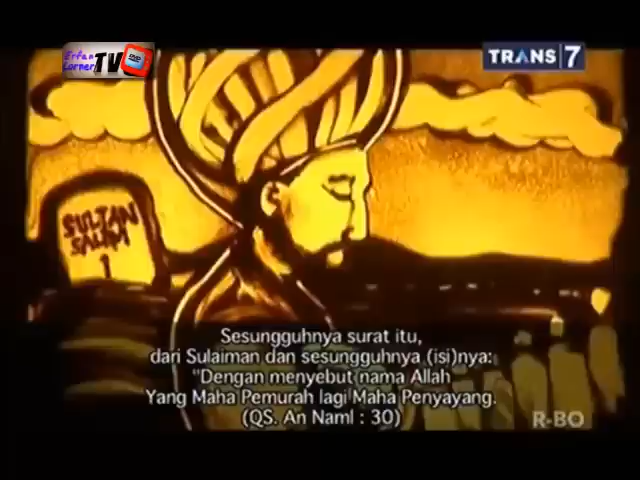 Erfan
Corner TV
TRANS 7
SULTAN
SALIM
1
Sesungguhnya surat itu,
dari Sulaiman dan sesungguhnya (isi)nya:
"Dengan menyebut nama Allah
Yang Maha Pemurah lagi Maha Penyayang.
(QS. An Naml : 30)
R-BO